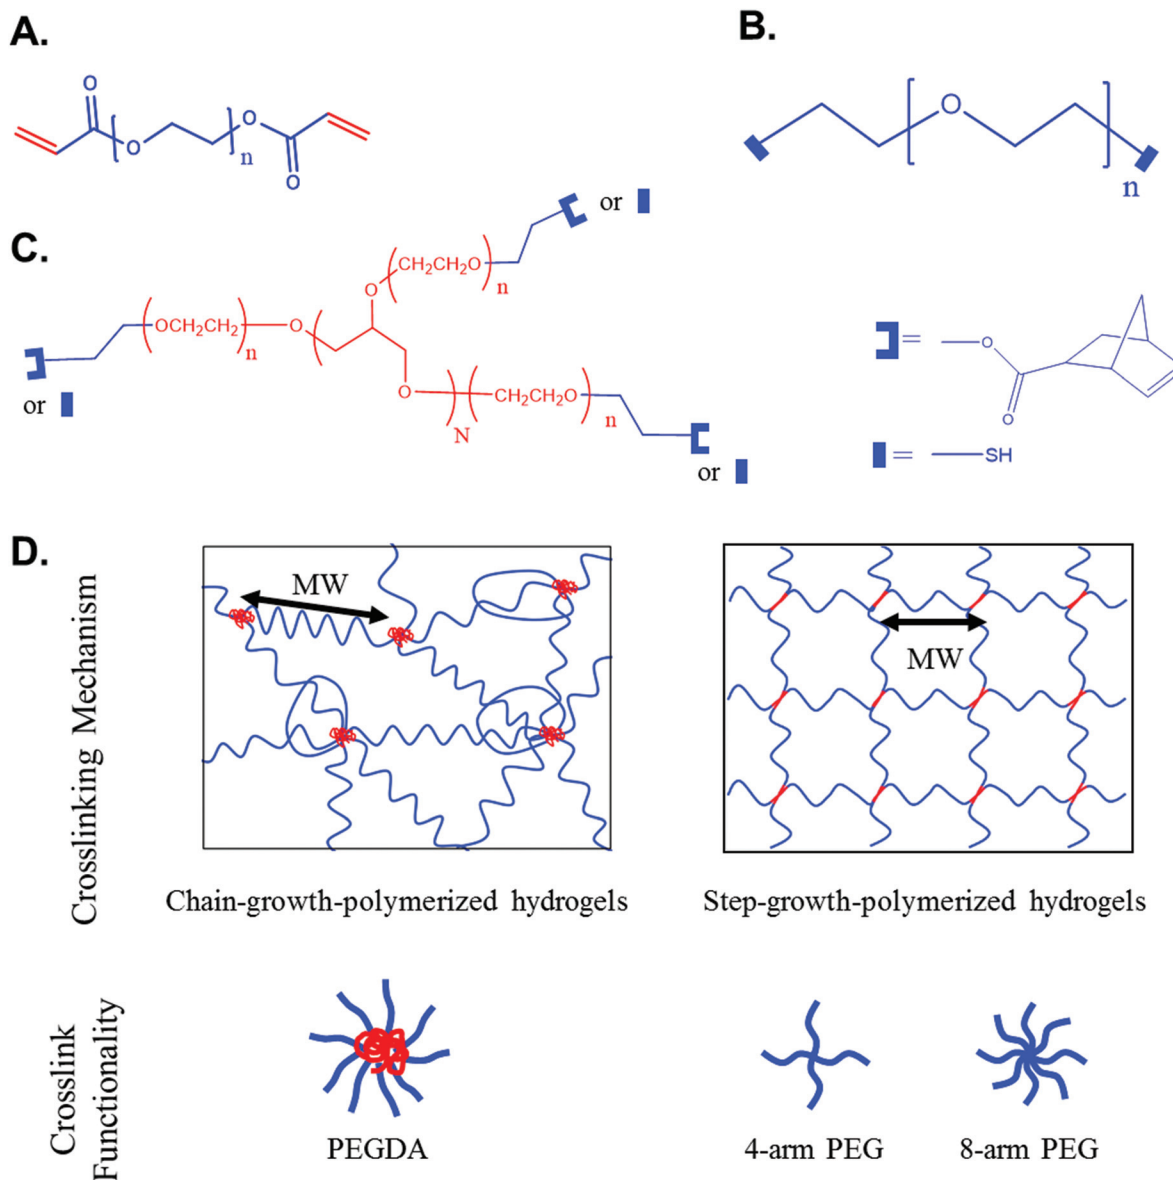 A.
B.
O
O
O
O
n
O
n
or
C.
(CH₂CH₂O)
n
O
(OCH₂CH₂)
n
O
O
N
(CH₂CH₂O)
n
or
or
=
O
O
= SH
D.
Crosslinking Mechanism
MW
MW
Chain-growth-polymerized hydrogels
Step-growth-polymerized hydrogels
Crosslink
Functionality
PEGDA
4-arm PEG
8-arm PEG